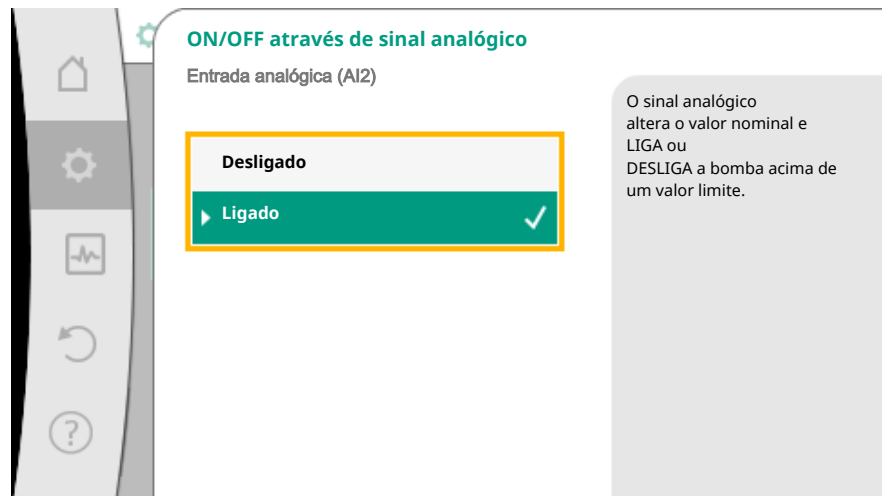 ON/OFF através de sinal analógico
Entrada analógica (AI2)
Desligado
Ligado
O sinal analógico
altera o valor nominal e
LIGA ou
DESLIGA a bomba acima de
um valor limite.